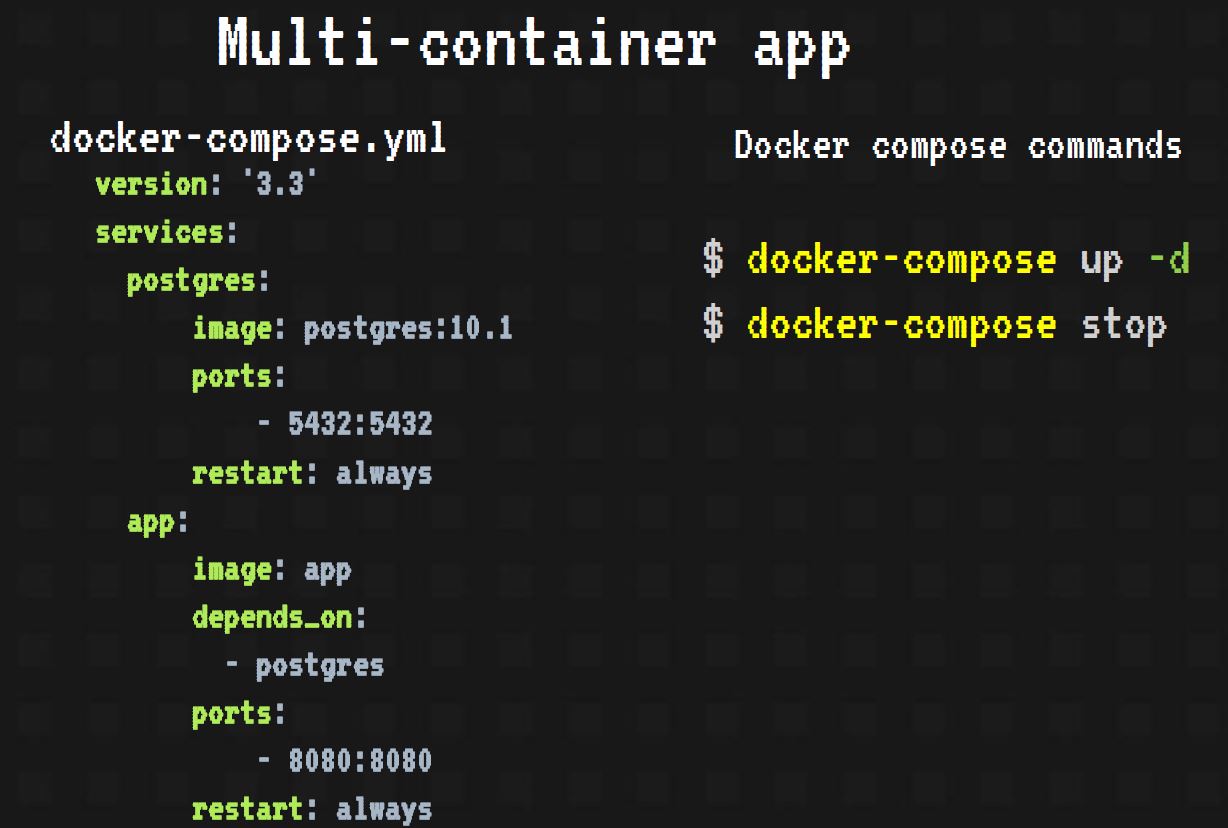 Multi-container app
docker-compose.yml
version: '3.3'
services:
postgres:
image: postgres:10.1
ports:
- 5432:5432
restart: always
app:
image: app
depends_on:
- postgres
ports:
- 8080:8080
restart: always
Docker compose commands
$ docker-compose up -d
$ docker-compose stop